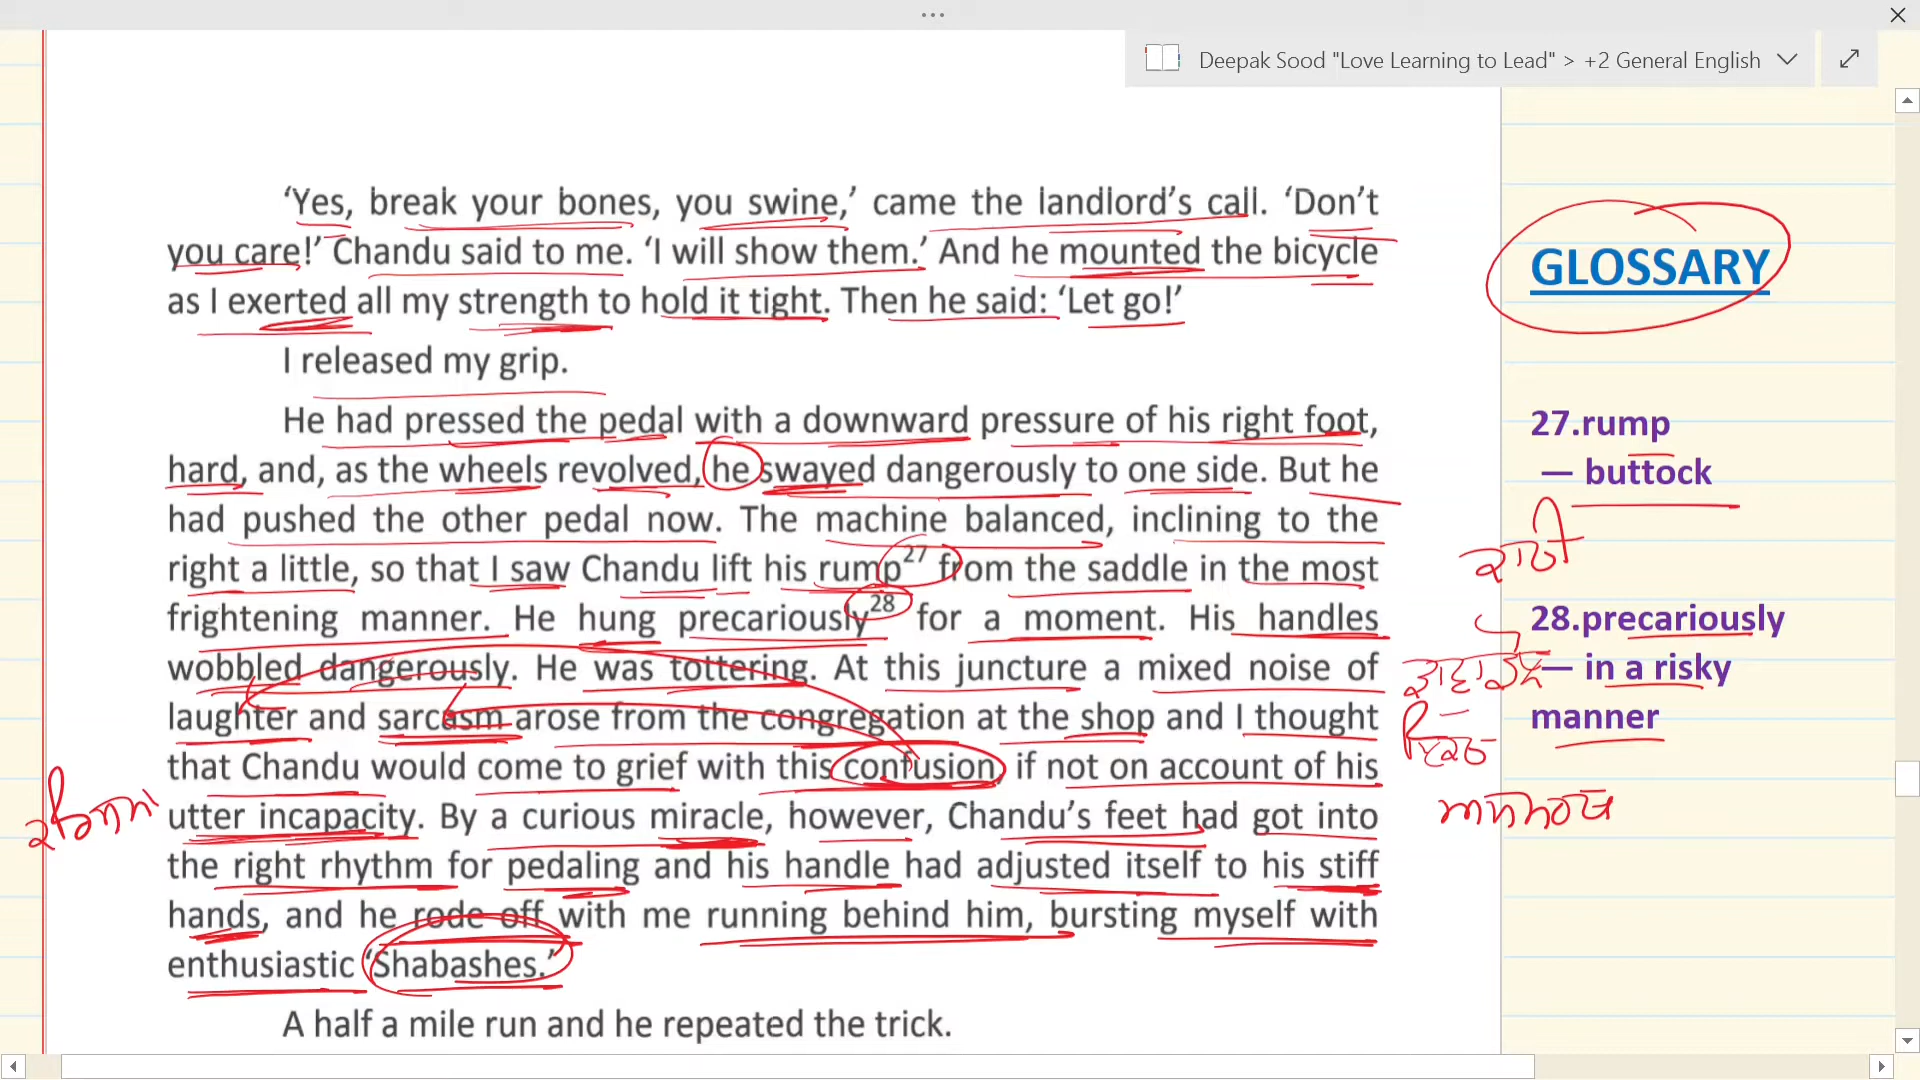 Deepak Sood "Love Learning to Lead" > +2 General English
‘Yes, break your bones, you swine,’ came the landlord’s call. ‘Don’t
you care!’ Chandu said to me. ‘I will show them.’ And he mounted the bicycle
as I exerted all my strength to hold it tight. Then he said: ‘Let go!’
I released my grip.
He had pressed the pedal with a downward pressure of his right foot,
hard, and, as the wheels revolved, he swayed dangerously to one side. But he
had pushed the other pedal now. The machine balanced, inclining to the
right a little, so that I saw Chandu lift his rump27 from the saddle in the most
frightening manner. He hung precariously28 for a moment. His handles
wobbled dangerously. He was tottering. At this juncture a mixed noise of
laughter and sarcasm arose from the congregation at the shop and I thought
that Chandu would come to grief with this confusion, if not on account of his
utter incapacity. By a curious miracle, however, Chandu’s feet had got into
the right rhythm for pedaling and his handle had adjusted itself to his stiff
hands, and he rode off with me running behind him, bursting myself with
enthusiastic ‘Shabashes.’
A half a mile run and he repeated the trick.
GLOSSARY
27.rump
— buttock
28.precariously
— in a risky
manner